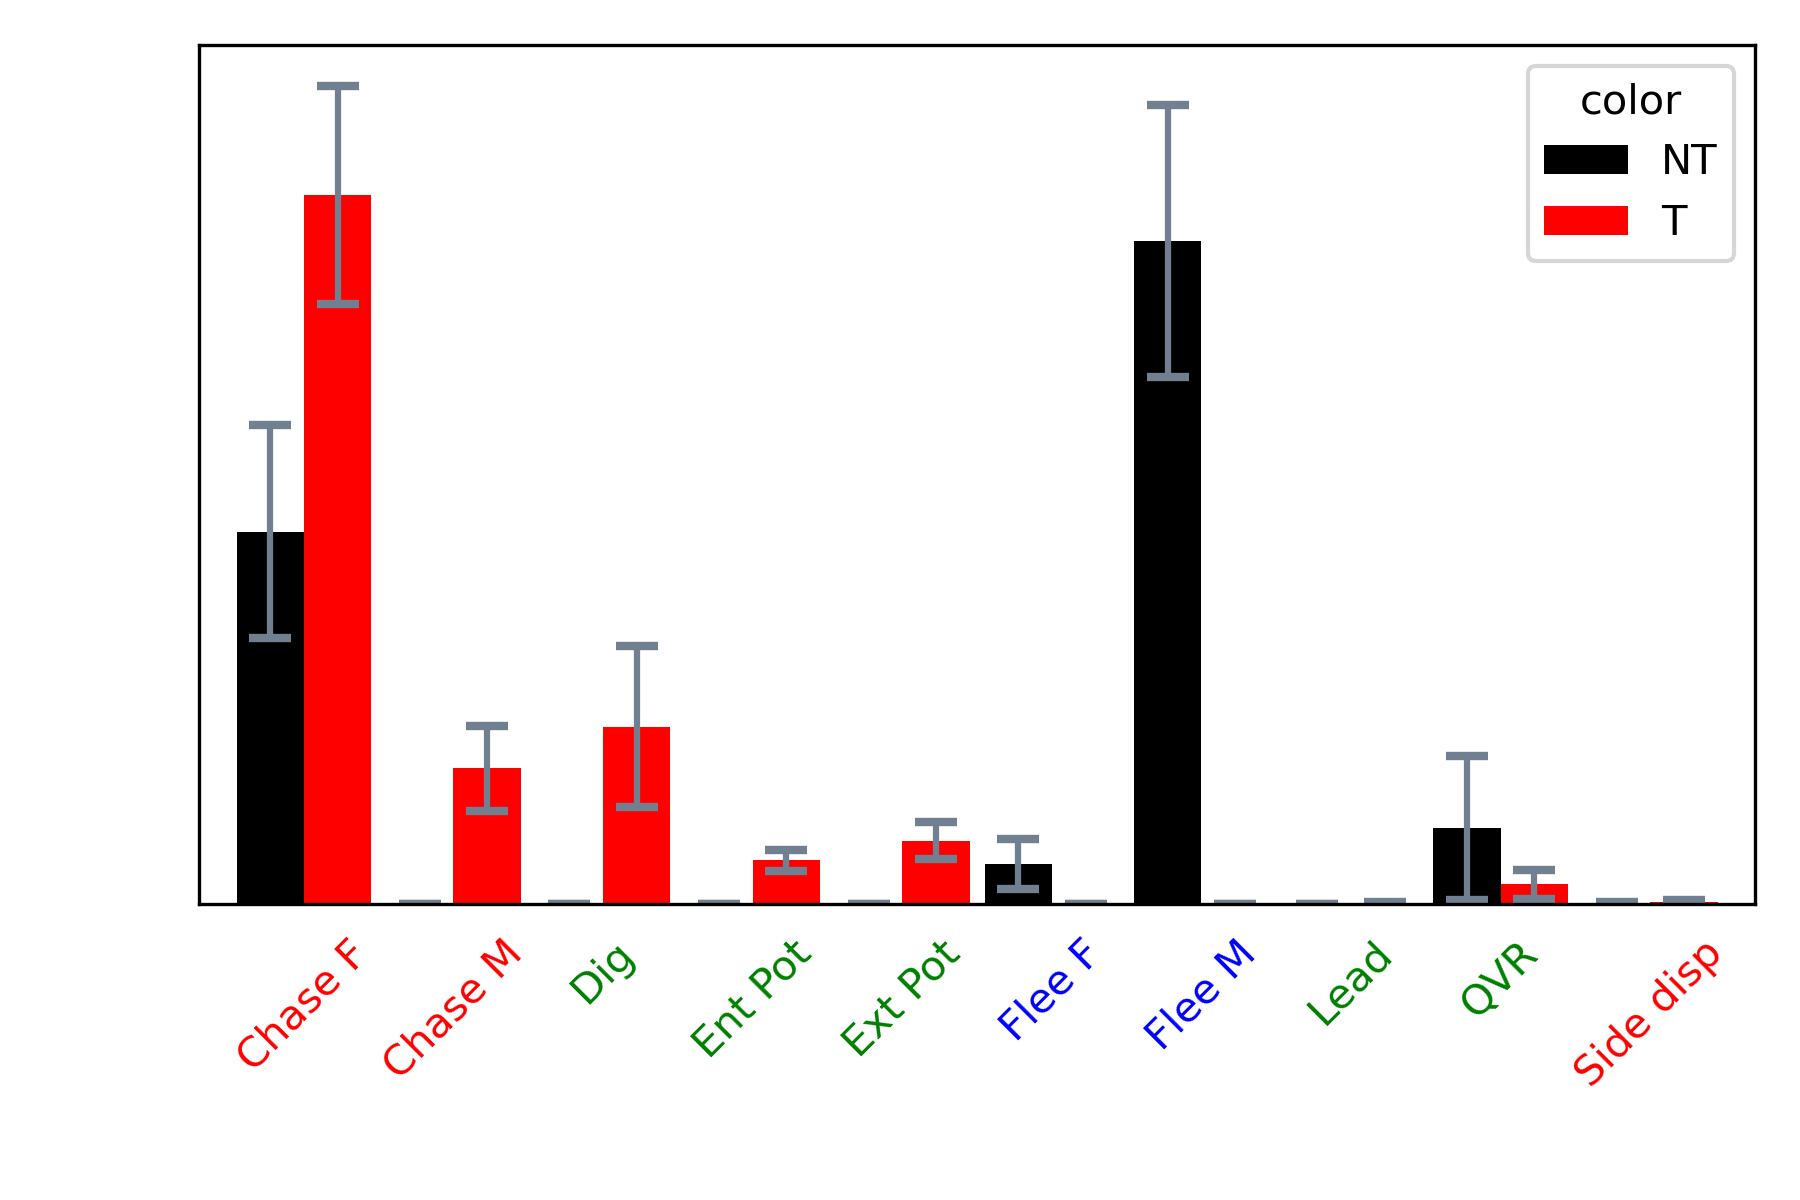 color
NT
T
Chase F
Chase M
Dig
Ent Pot
Ext Pot
Flee F
Flee M
Lead
QVR
Side disp